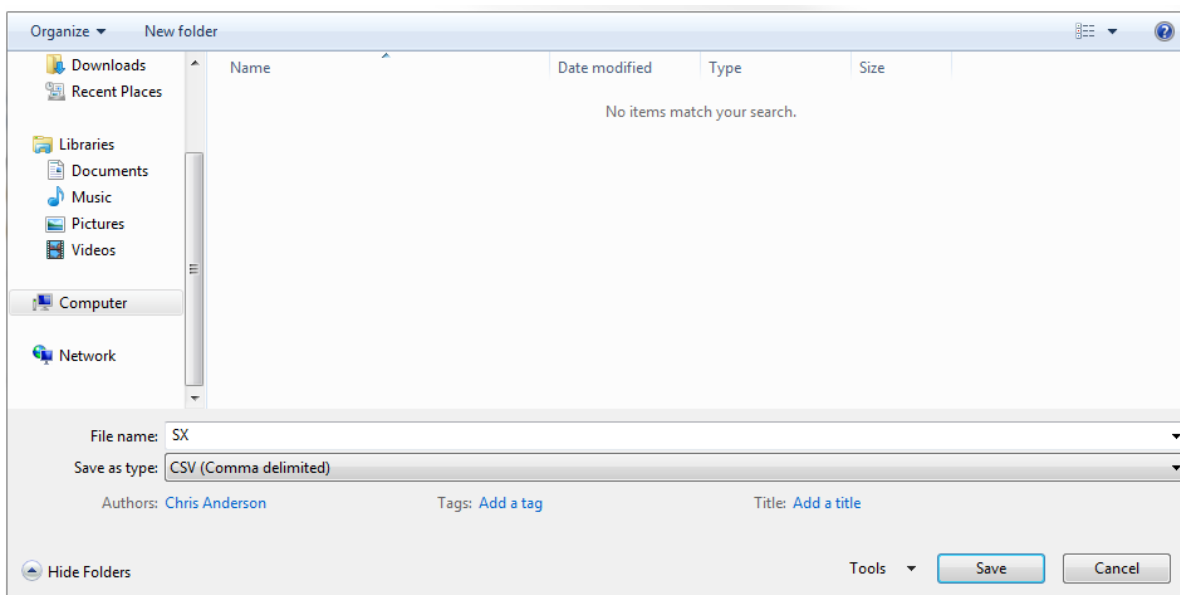 Organize New folder
Downloads
Recent Places
Libraries
Documents
Music
Pictures
Videos
Computer
Network
Name Date modified Type Size
No items match your search.
File name: SX
Save as type: CSV (Comma delimited)
Authors: Chris Anderson Tags: Add a tag Title: Add a title
Hide Folders Tools Save Cancel